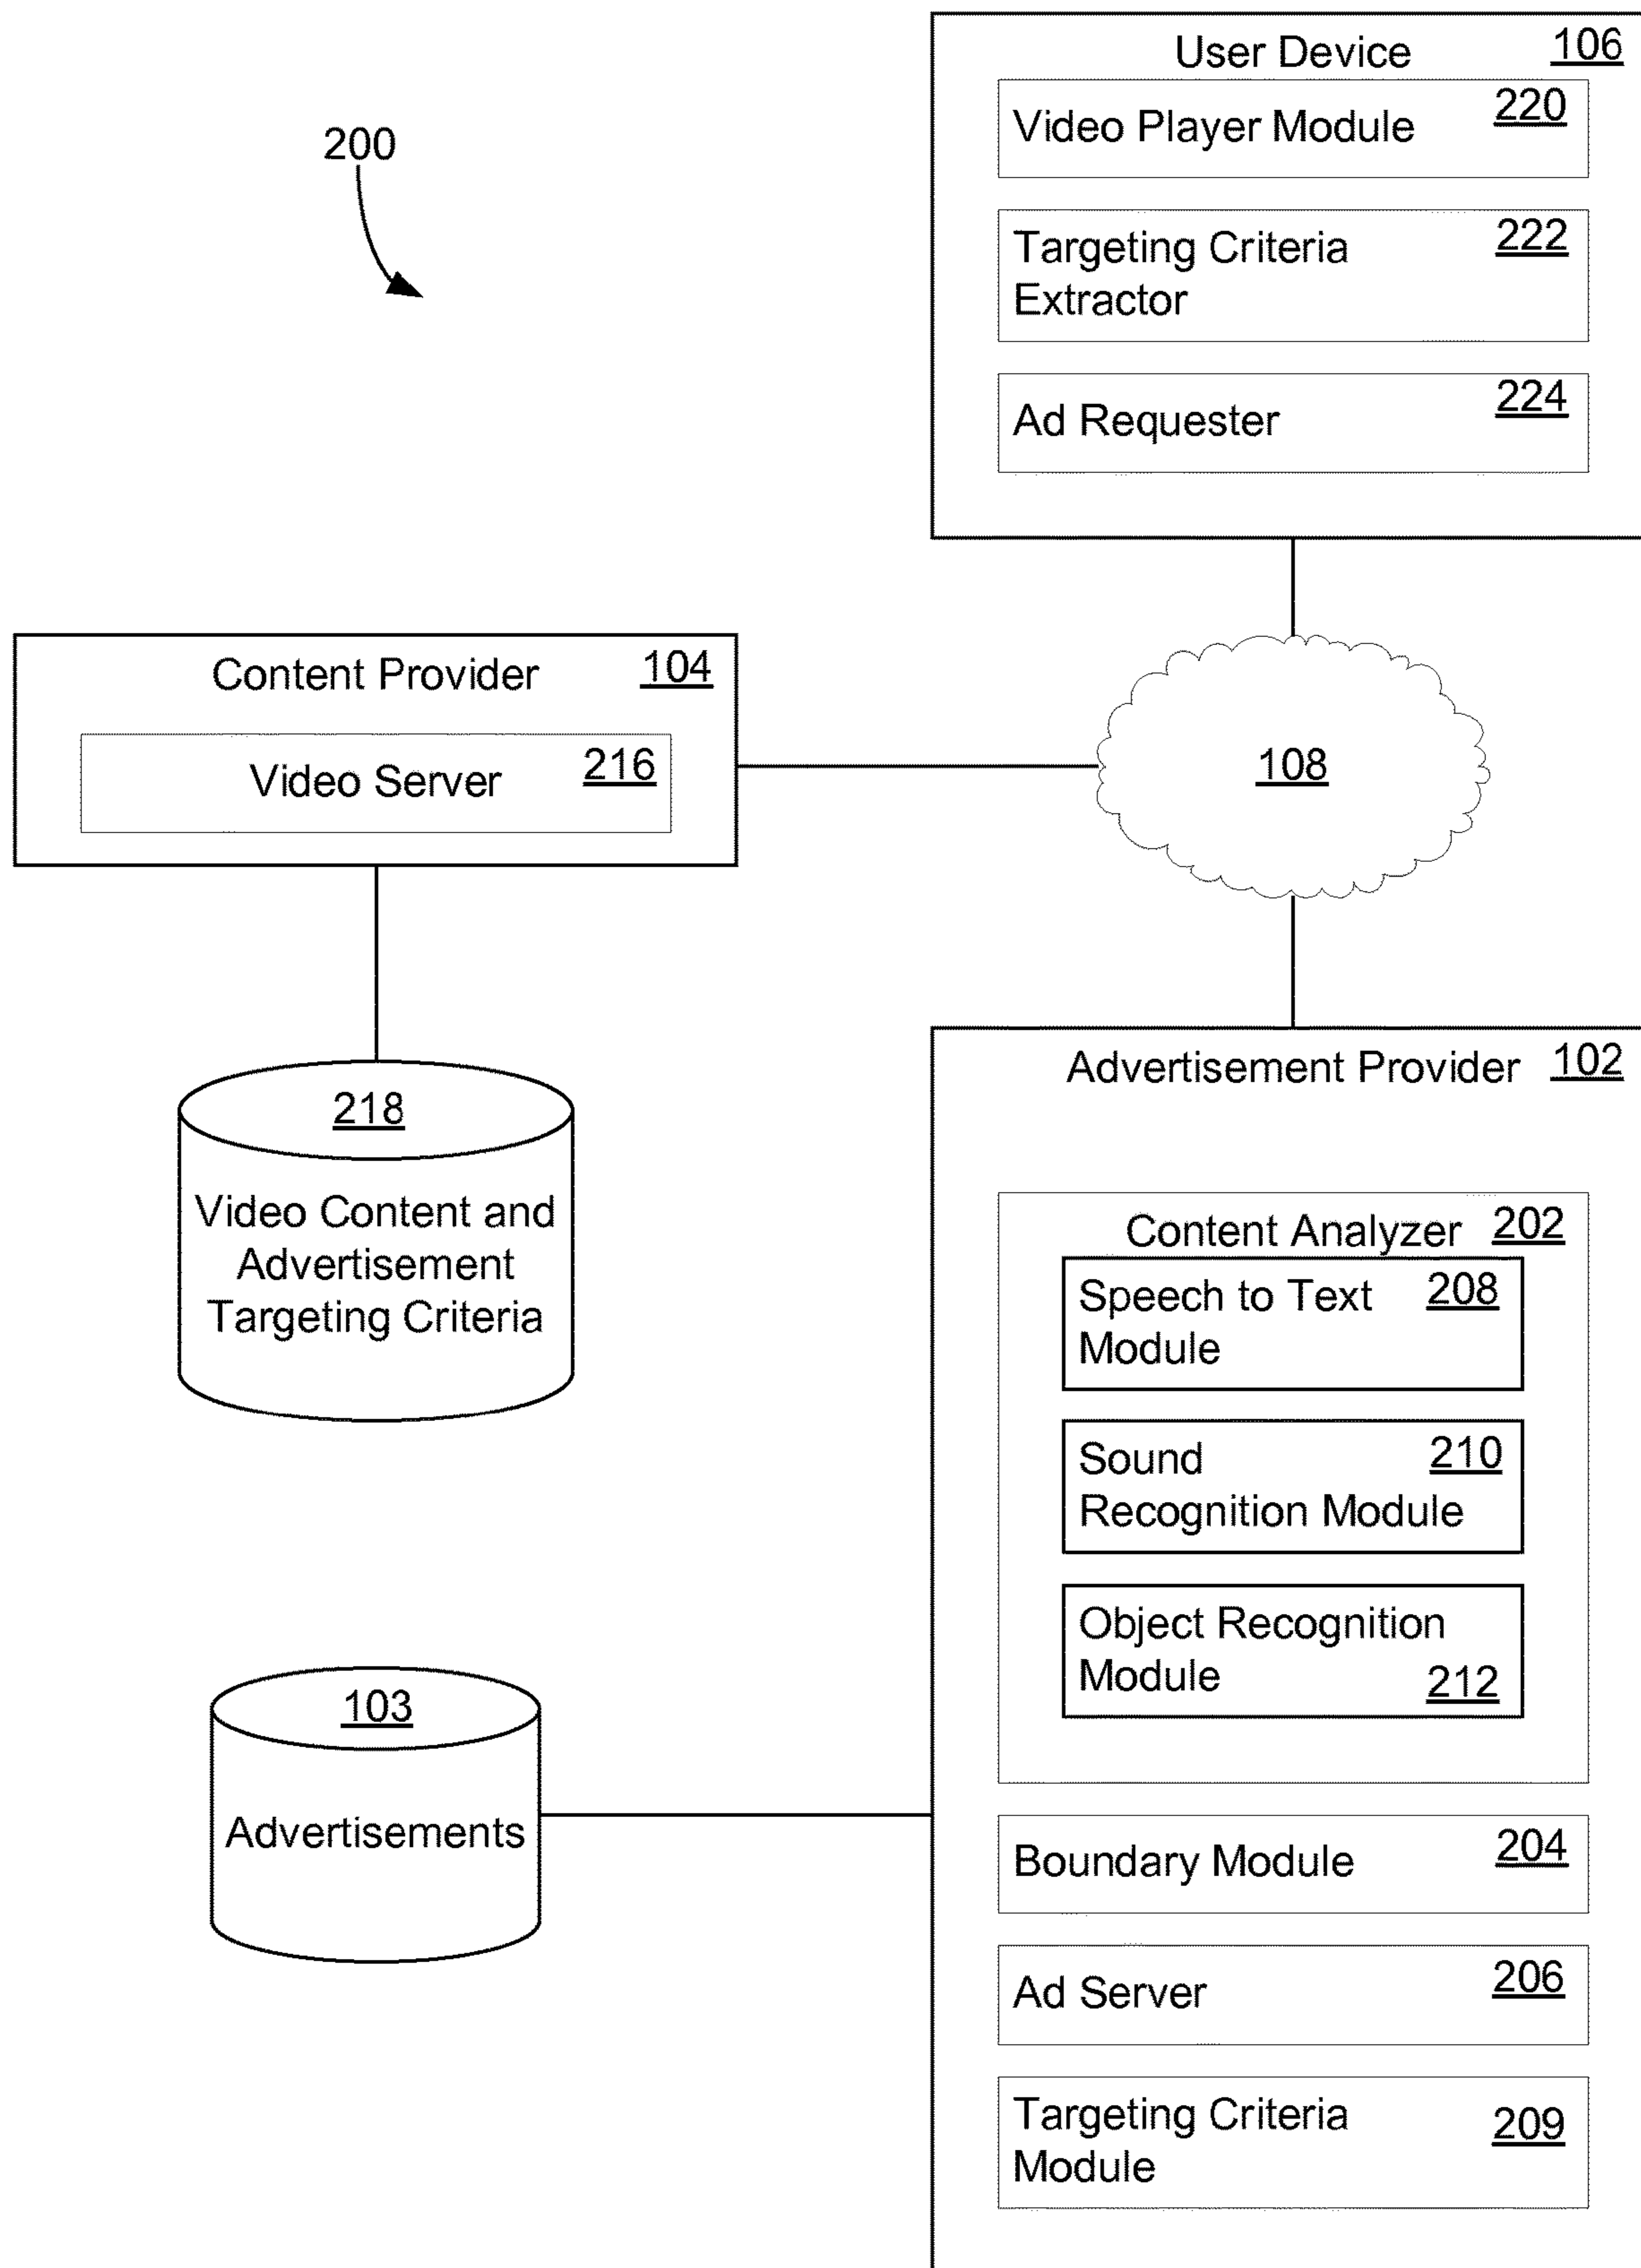 200
User Device 106
Video Player Module 220
Targeting Criteria 222
Extractor
Ad Requester 224
Content Provider 104
Video Server 216
108
218
Video Content and
Advertisement
Targeting Criteria
Advertisement Provider 102
Content Analyzer 202
Speech to Text 208
Module
Sound 210
Recognition Module
Object Recognition
Module 212
103
Advertisements
Boundary Module 204
Ad Server 206
Targeting Criteria 209
Module